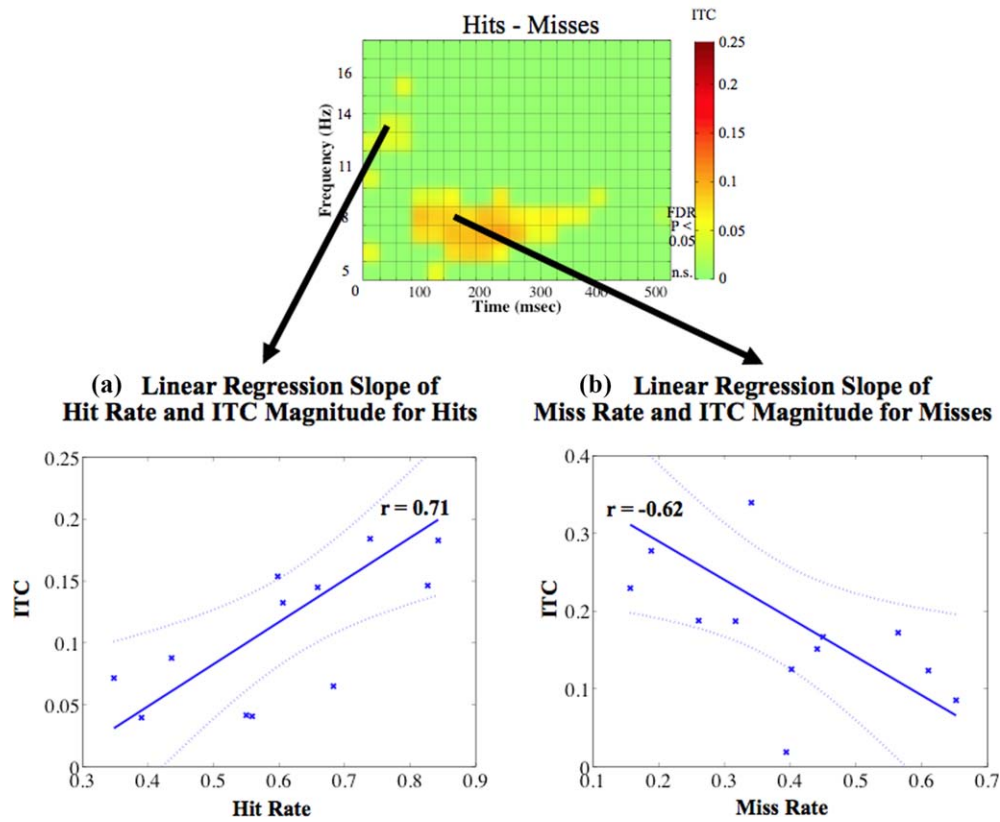 Hits - Misses
ITC
0.25
0.2
0.15
0.1
0.05
0
FDR
P <
0.05
n.s.
Frequency (Hz)
16
14
11
8
5
0 100 200 300 400 500
Time (msec)
(a) Linear Regression Slope of
Hit Rate and ITC Magnitude for Hits
r = 0.71
ITC
0.25
0.2
0.15
0.1
0.05
0
0.3 0.4 0.5 0.6 0.7 0.8 0.9
Hit Rate
(b) Linear Regression Slope of
Miss Rate and ITC Magnitude for Misses
r = -0.62
ITC
0.4
0.3
0.2
0.1
0
0.1 0.2 0.3 0.4 0.5 0.6 0.7
Miss Rate